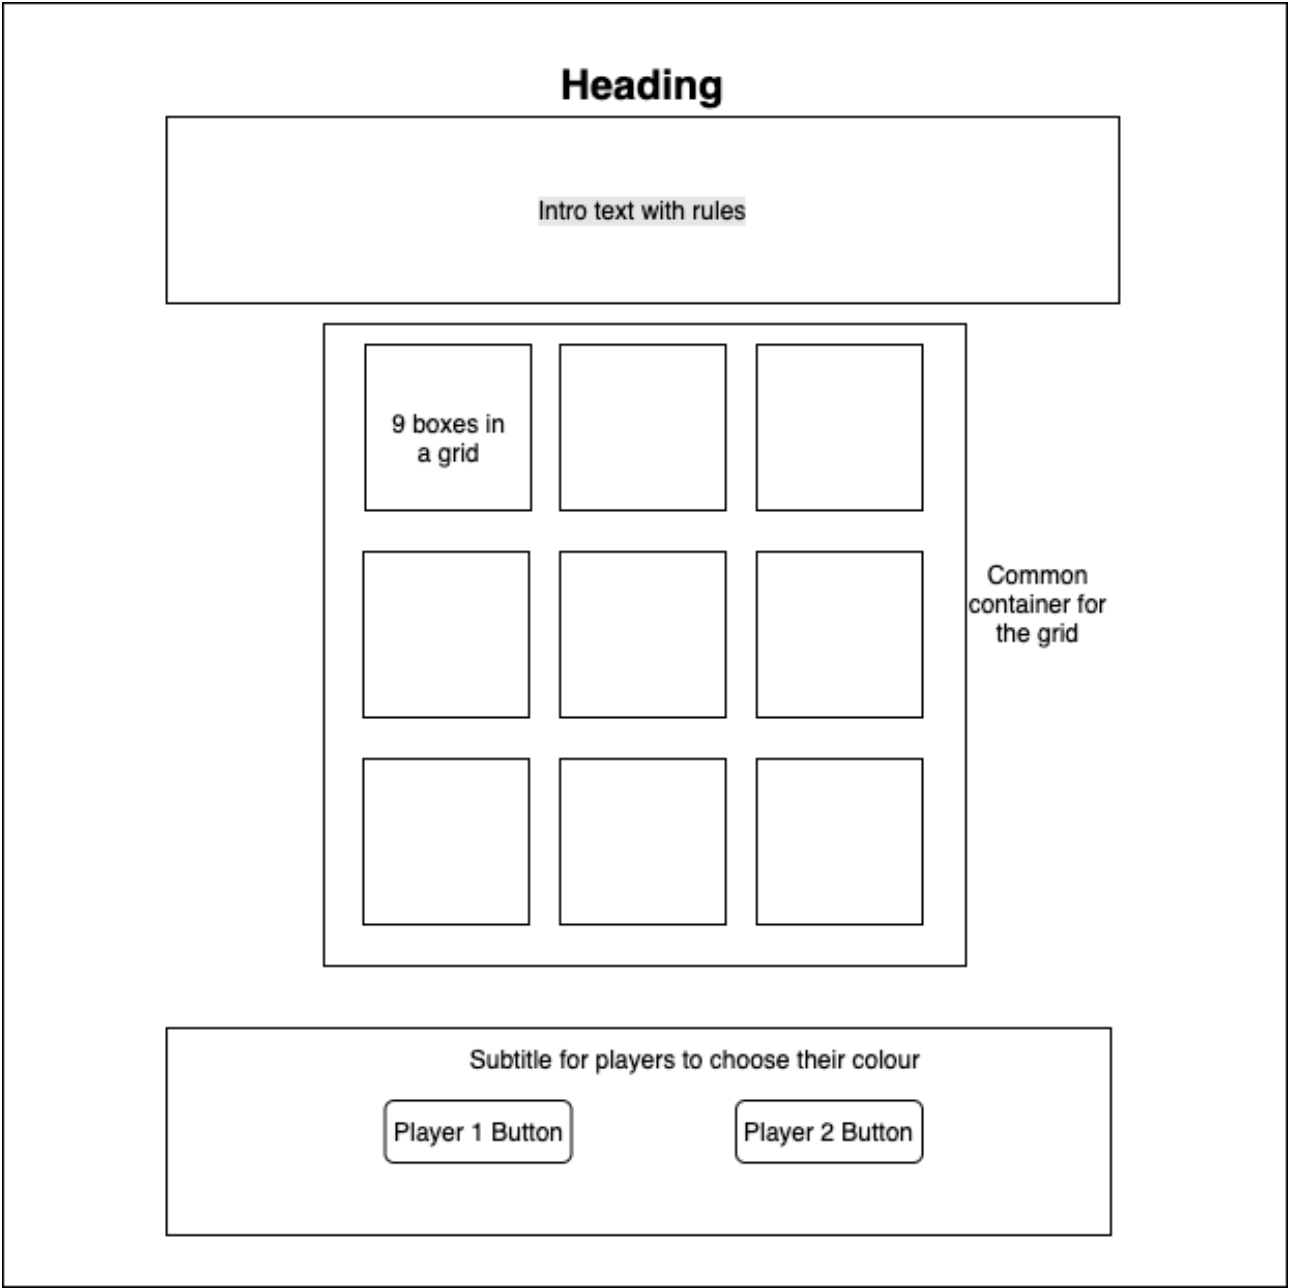 Heading
Intro text with rules
9 boxes in
a grid
Common
container for
the grid
Subtitle for players to choose their colour
Player 1 Button
Player 2 Button